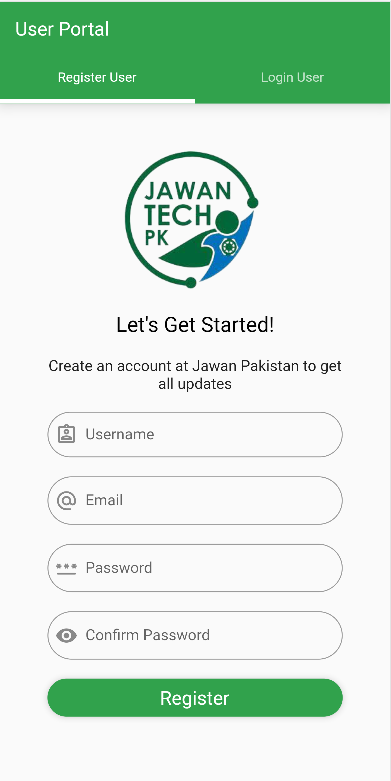 User Portal
Register User
Login User
JAWAN
TECH
PK
Let's Get Started!
Create an account at Jawan Pakistan to get
all updates
Username
Email
Password
Confirm Password
Register